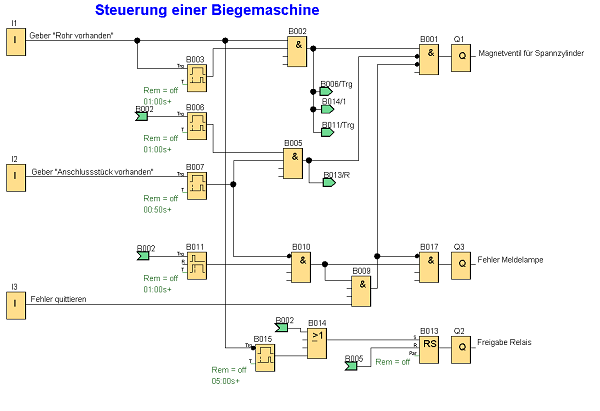 Steuerung einer Biegemaschine
I1
I
Geber "Rohr vorhanden"
B002
&
B001
&
Q1
Q
Magnetventil für Spannzylinder
B003
Trg
T
Rem = off
01:00s+
B006/Trg
B014/1
B011/Trg
B002
B006
Trg
T
Rem = off
01:00s+
B005
&
B013/R
I2
I
Geber "Anschlussstück vorhanden"
B007
Trg
T
Rem = off
00:50s+
B002
B011
Trg
R
T
Rem = off
01:00s+
B010
&
B009
&
B017
&
Q3
Q
Fehler Meldelampe
I3
I
Fehler quittieren
B002
B014
≥1
B015
Trg
T
Rem = off
05:00s+
B005
B013
S
R
Par
RS
Rem = off
Q2
Q
Freigabe Relais